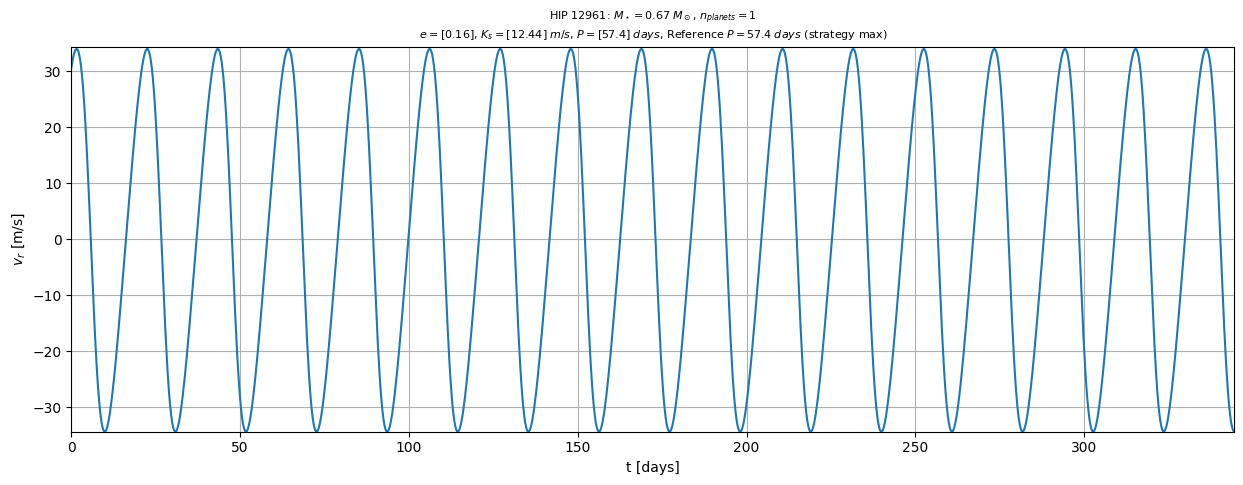 HIP 12961: $M_\star = 0.67\ M_\odot$, $n_{planets} = 1$
$e = [0.16]$, $K_s = [12.44]\ m/s$, $P = [57.4]\ days$, Reference $P = 57.4\ days$ (strategy max)
30
20
10
0
−10
−20
−30
$v_r$ [m/s]
0 50 100 150 200 250 300
t [days]